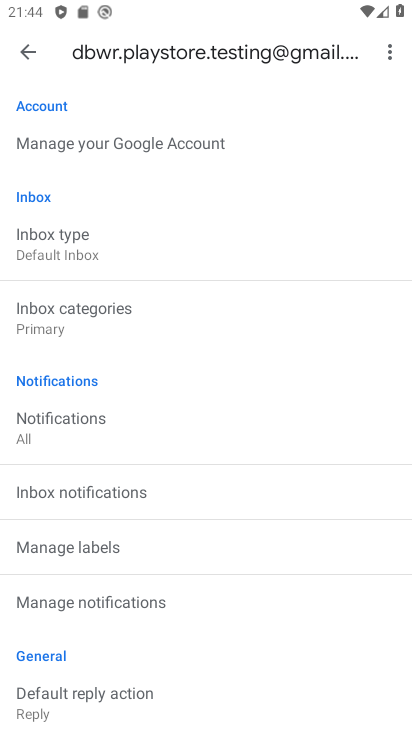 21:44
dbwr.playstore.testing@gmail....
Account
Manage your Google Account
Inbox
Inbox type
Default Inbox
Inbox categories
Primary
Notifications
Notifications
All
Inbox notifications
Manage labels
Manage notifications
General
Default reply action
Reply